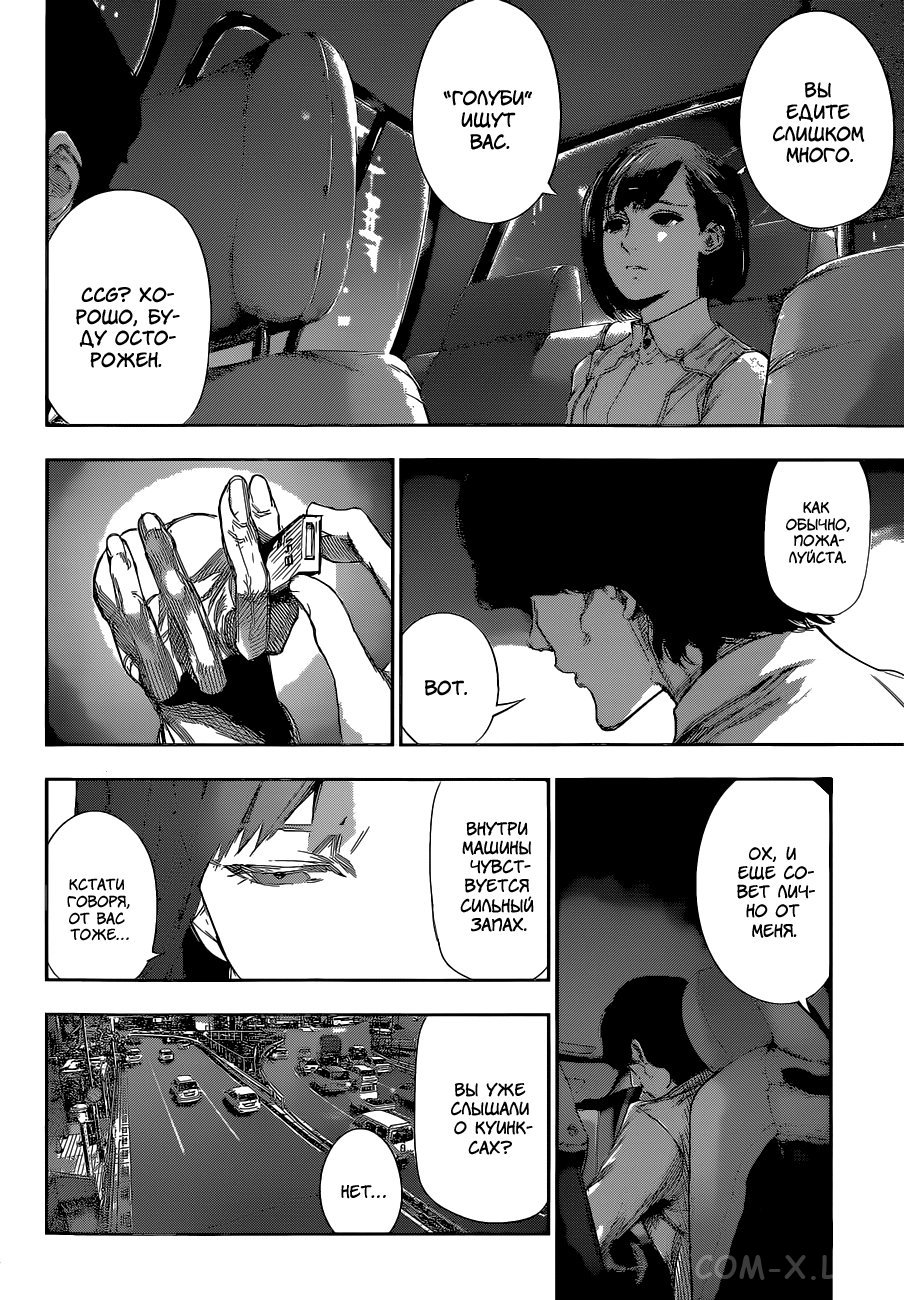 ВЫ
ЕДИТЕ
СЛИШКОМ
МНОГО.
"ГОЛУБИ"
ИЩУТ
ВАС.
CCG? ХО-
РОШО, БУ-
ДУ ОСТО-
РОЖЕН.
КАК
ОБЫЧНО,
ПОЖА-
ЛУЙСТА.
ВОТ.
ОХ, И
ЕЩЕ СО-
ВЕТ ЛИЧ-
НО ОТ
МЕНЯ.
ВНУТРИ
МАШИНЫ
ЧУВСТ-
ВУЕТСЯ
СИЛЬНЫЙ
ЗАПАХ.
КСТАТИ
ГОВОРЯ,
ОТ ВАС
ТОЖЕ...
ВЫ УЖЕ
СЛЫШАЛИ
О КУИНК-
САХ?
НЕТ...
COM-X.L